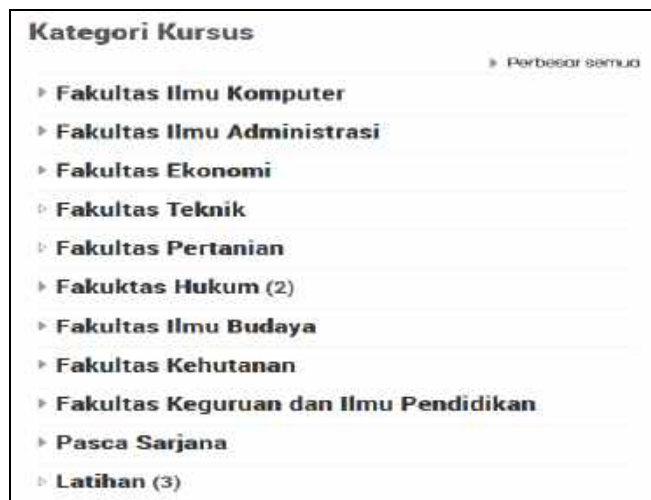 Kategori Kursus
Perbesar semua
Fakultas Ilmu Komputer
Fakultas Ilmu Administrasi
Fakultas Ekonomi
Fakultas Teknik
Fakultas Pertanian
Fakuktas Hukum (2)
Fakultas Ilmu Budaya
Fakultas Kehutanan
Fakultas Keguruan dan Ilmu Pendidikan
Pasca Sarjana
Latihan (3)